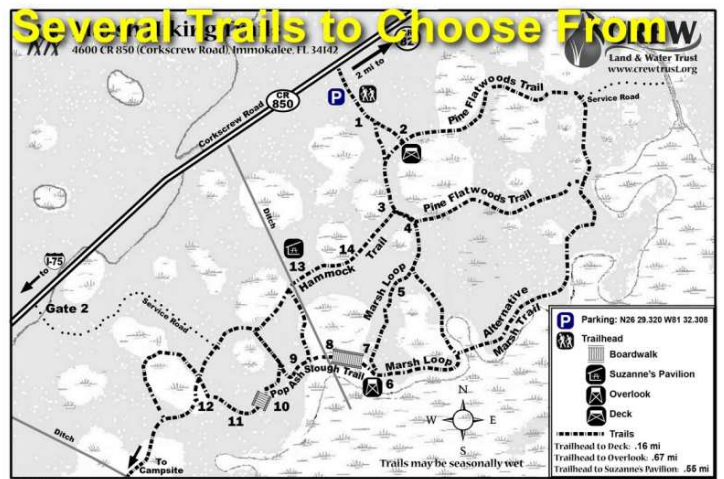 Several Trails to Choose From
4600 CR 850 (Corkscrew Road), Immokalee, FL 34142
CREW
Land & Water Trust
www.crewtrust.org
82
2 mi to
CR
850
Corkscrew Road
P
1
2
Pine Flatwoods Trail
Service Road
3
4
Pine Flatwoods Trail
Ditch
13
14
Hammock Trail
I-75
to
Gate 2
Service Road
Marsh Loop
5
Alternative
Marsh Trail
8
7
9
Pop Ash Slough Trail
Marsh Loop
6
10
11
12
Ditch
To
Campsite
N
W
E
S
Trails may be seasonally wet
P Parking: N26 29.320 W81 32.308
Trailhead
Boardwalk
Suzanne's Pavilion
Overlook
Deck
Trails
Trailhead to Deck: .16 mi
Trailhead to Overlook: .67 mi
Trailhead to Suzanne's Pavilion: .55 mi